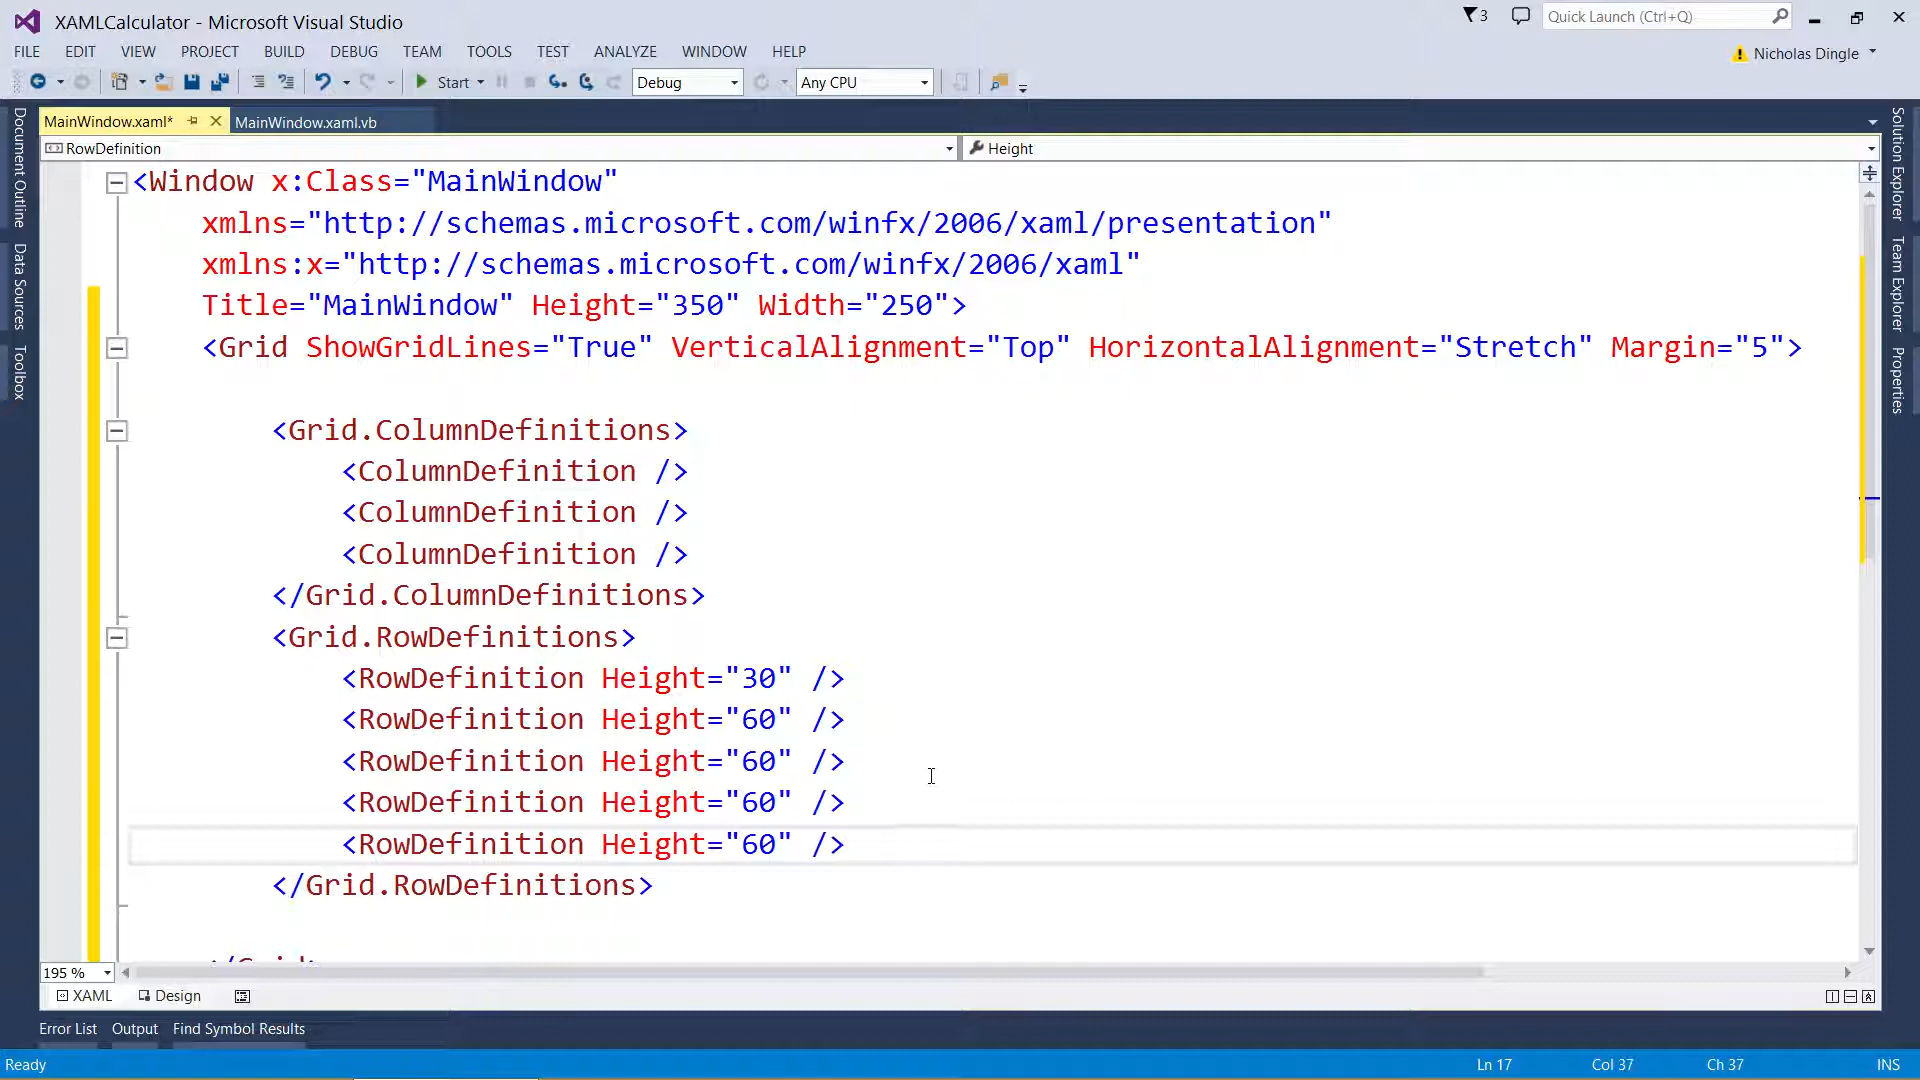 XAMLCalculator - Microsoft Visual Studio
3
Quick Launch (Ctrl+Q)
FILE EDIT VIEW PROJECT BUILD DEBUG TEAM TOOLS TEST ANALYZE WINDOW HELP
Nicholas Dingle
Start Debug Any CPU
MainWindow.xaml* MainWindow.xaml.vb
RowDefinition Height
<Window x:Class="MainWindow"
xmlns="http://schemas.microsoft.com/winfx/2006/xaml/presentation"
xmlns:x="http://schemas.microsoft.com/winfx/2006/xaml"
Title="MainWindow" Height="350" Width="250">
<Grid ShowGridLines="True" VerticalAlignment="Top" HorizontalAlignment="Stretch" Margin="5">
<Grid.ColumnDefinitions>
<ColumnDefinition />
<ColumnDefinition />
<ColumnDefinition />
</Grid.ColumnDefinitions>
<Grid.RowDefinitions>
<RowDefinition Height="30" />
<RowDefinition Height="60" />
<RowDefinition Height="60" />
<RowDefinition Height="60" />
<RowDefinition Height="60" />
</Grid.RowDefinitions>
</Grid>
Document Outline
Data Sources
Toolbox
Solution Explorer
Team Explorer
Properties
195 %
XAML Design
Error List Output Find Symbol Results
Ready Ln 17 Col 37 Ch 37 INS